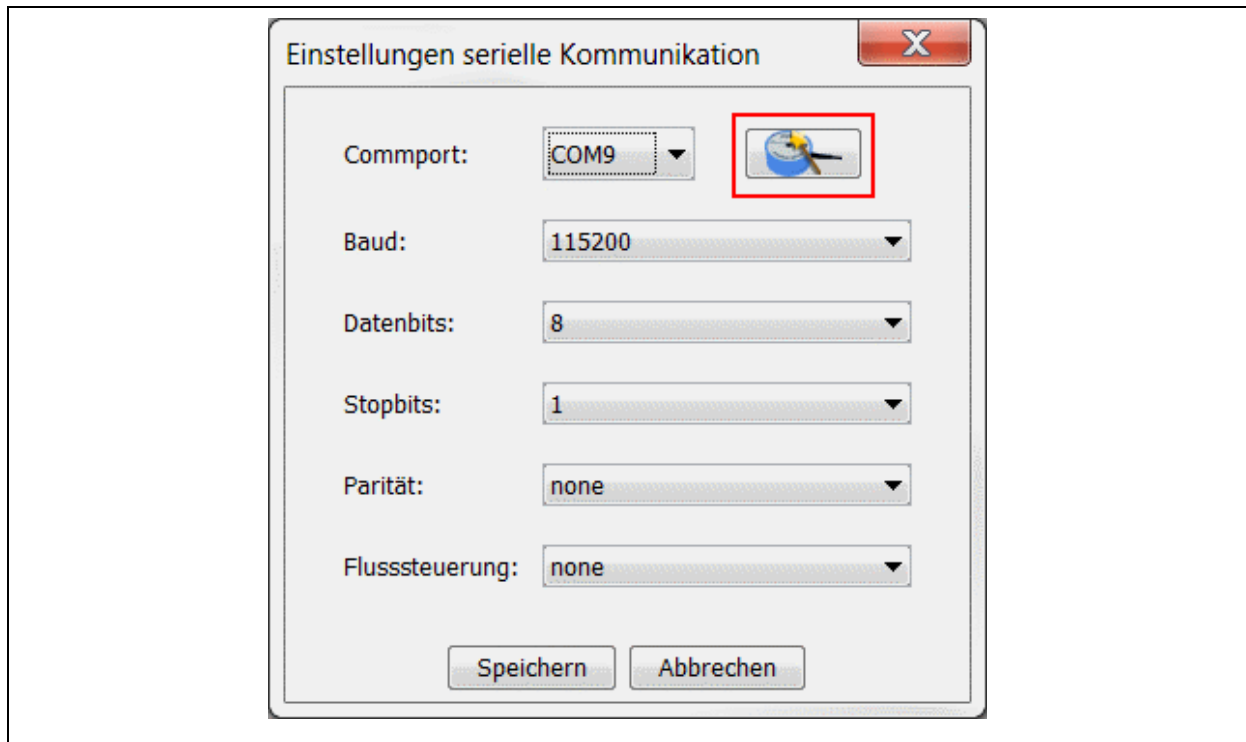 Einstellungen serielle Kommunikation
Commport: COM9
Baud: 115200
Datenbits: 8
Stopbits: 1
Parität: none
Flusssteuerung: none
Speichern Abbrechen